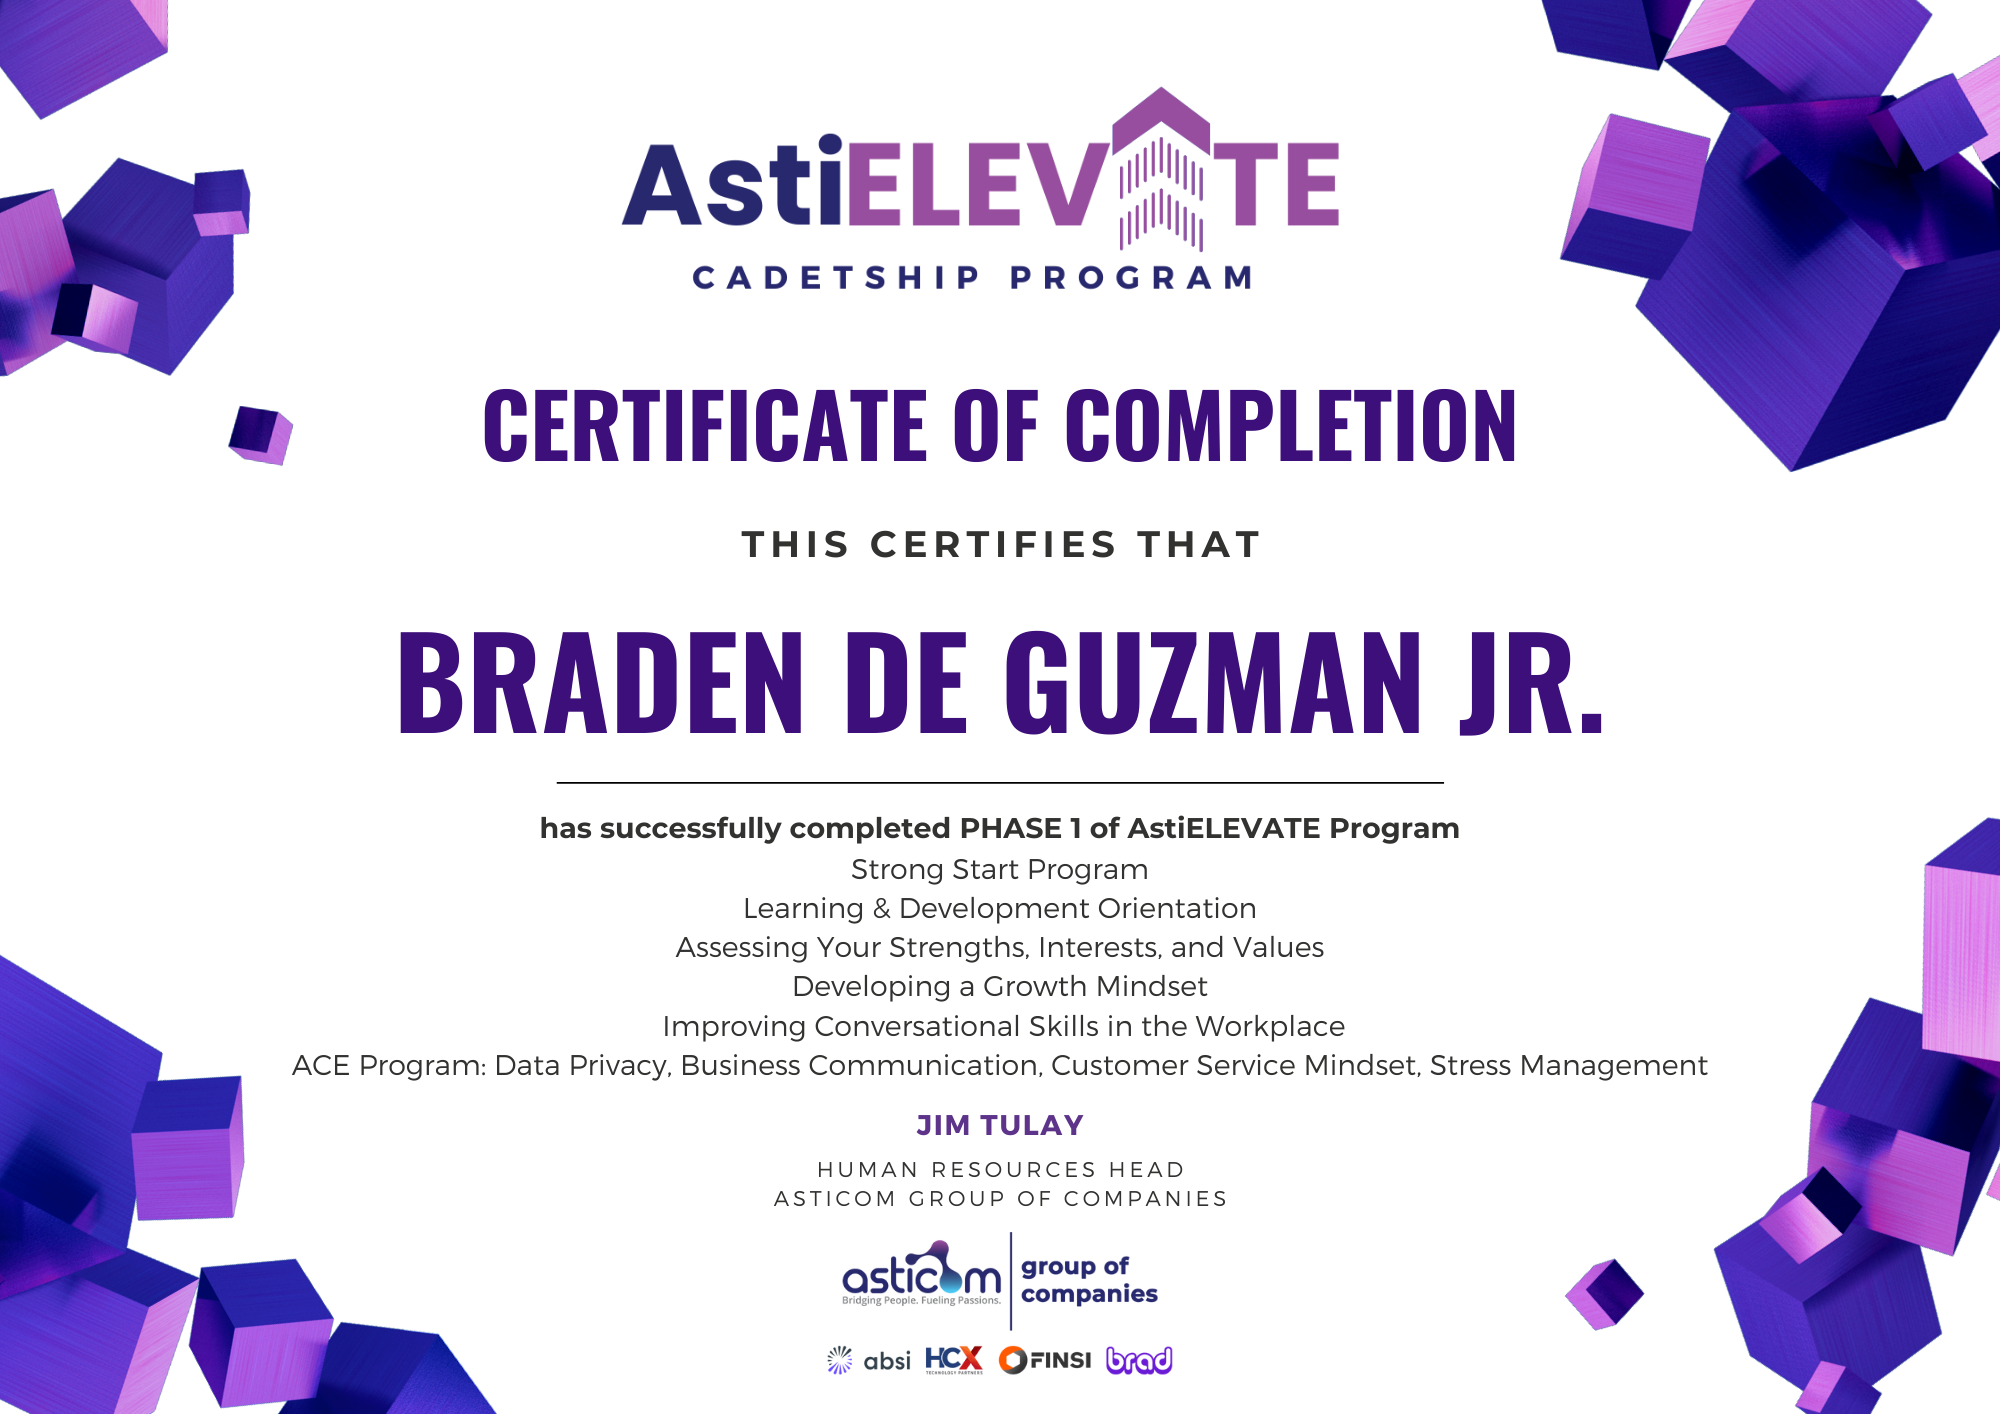 AstiELEVATE
CADETSHIP PROGRAM
CERTIFICATE OF COMPLETION
THIS CERTIFIES THAT
BRADEN DE GUZMAN JR.
has successfully completed PHASE 1 of AstiELEVATE Program
Strong Start Program
Learning & Development Orientation
Assessing Your Strengths, Interests, and Values
Developing a Growth Mindset
Improving Conversational Skills in the Workplace
ACE Program: Data Privacy, Business Communication, Customer Service Mindset, Stress Management
JIM TULAY
HUMAN RESOURCES HEAD
ASTICOM GROUP OF COMPANIES
asticom
Bridging People. Fueling Passions.
group of
companies
absi
HCX
TECHNOLOGY PARTNERS
FINSI
brad